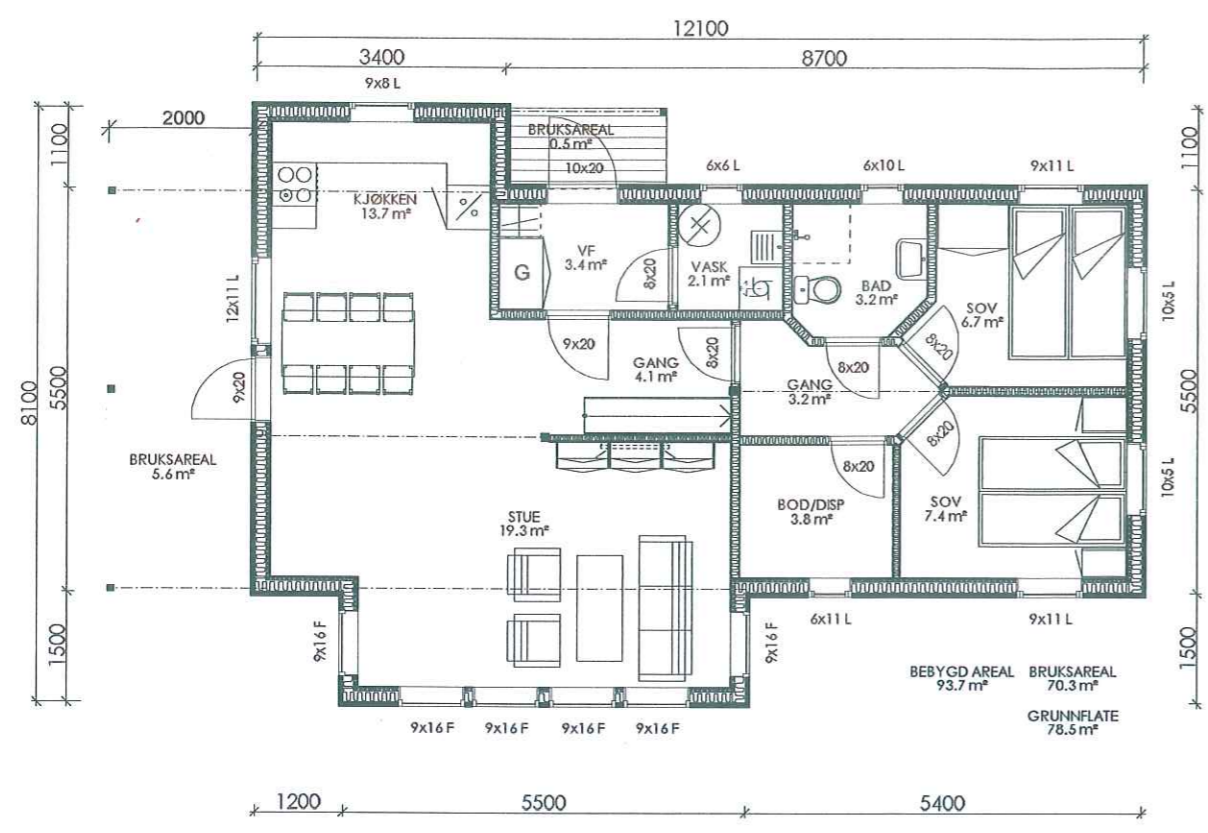 12100
3400
8700
9x8 L
2000
1100
BRUKSAREAL
0.5 m²
10x20
6x6 L
6x10 L
9x11 L
1100
KJØKKEN
13.7 m²
VF
3.4 m²
G
8x20
VASK
2.1 m²
BAD
3.2 m²
SOV
6.7 m²
12x11 L
10x5 L
9x20
9x20
GANG
4.1 m²
8x20
8x20
8x20
GANG
3.2 m²
8100
5500
5500
BRUKSAREAL
5.6 m²
8x20
8x20
10x5 L
STUE
19.3 m²
BOD/DISP
3.8 m²
SOV
7.4 m²
1500
9x16 F
9x16 F
6x11 L
9x11 L
1500
BEBYGD AREAL
93.7 m²
BRUKSAREAL
70.3 m²
GRUNNFLATE
78.5 m²
9x16 F
9x16 F
9x16 F
9x16 F
1200
5500
5400